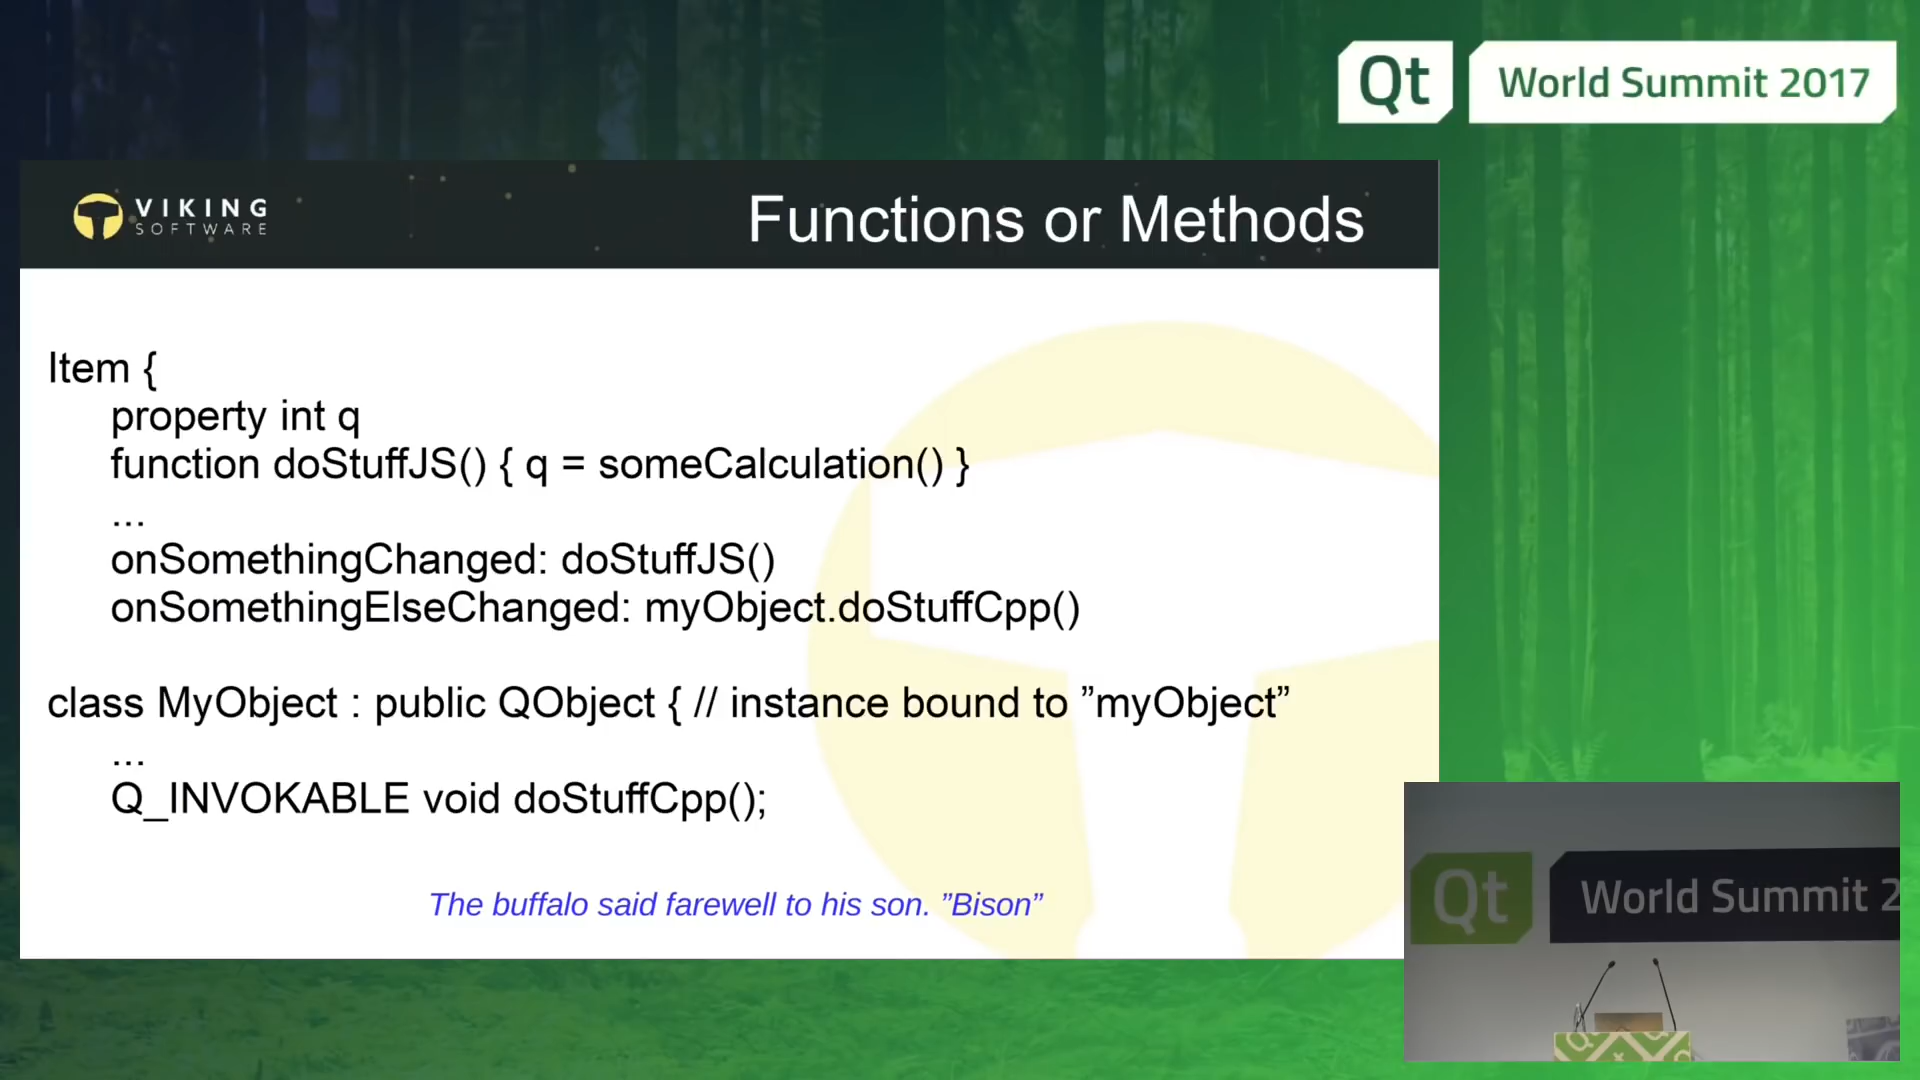 Qt World Summit 2017
VIKING
SOFTWARE
Functions or Methods
Item {
property int q
function doStuffJS() { q = someCalculation() }
...
onSomethingChanged: doStuffJS()
onSomethingElseChanged: myObject.doStuffCpp()
class MyObject : public QObject { // instance bound to ”myObject”
...
Q_INVOKABLE void doStuffCpp();
The buffalo said farewell to his son. ”Bison”
Qt World Summit 2